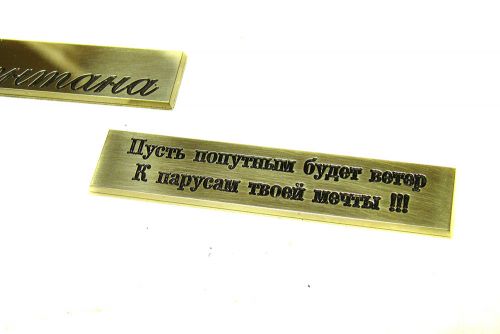 Пусть попутным будет ветер
К парусам твоей мечты !!!